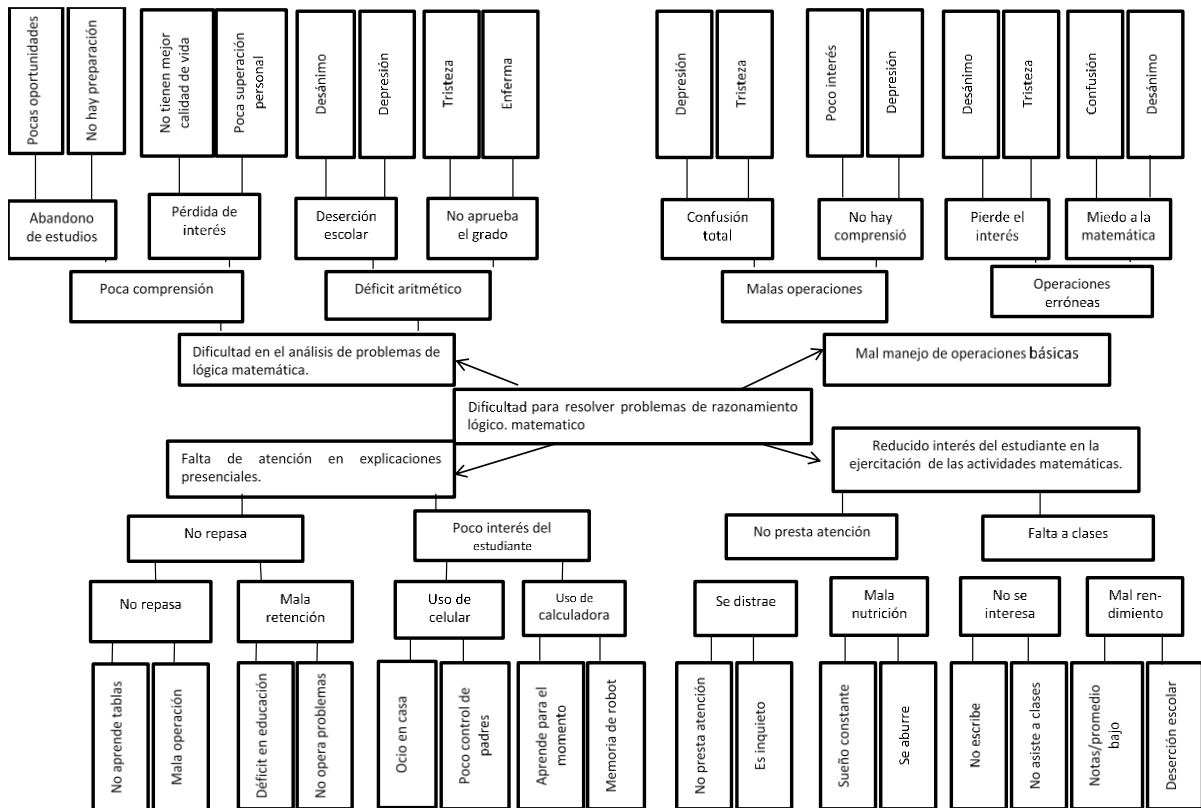 Pocas oportunidades
No hay preparación
No tienen mejor
calidad de vida
Poca superación
personal
Desánimo
Depresión
Tristeza
Enferma
Depresión
Tristeza
Poco interés
Depresión
Desánimo
Tristeza
Confusión
Desánimo
Abandono
de estudios
Pérdida de
interés
Deserción
escolar
No aprueba
el grado
Confusión
total
No hay
comprensió
Pierde el
interés
Miedo a la
matemática
Poca comprensión
Déficit aritmético
Malas operaciones
Operaciones
erróneas
Dificultad en el análisis de problemas de
lógica matemática.
Mal manejo de operaciones básicas
Dificultad para resolver problemas de razonamiento
lógico. matematico
Falta de atención en explicaciones
presenciales.
Reducido interés del estudiante en la
ejercitación de las actividades matemáticas.
No repasa
Poco interés del
estudiante
No presta atención
Falta a clases
No repasa
Mala
retención
Uso de
celular
Uso de
calculadora
Se distrae
Mala
nutrición
No se
interesa
Mal ren-
dimiento
No aprende tablas
Mala operación
Déficit en educación
No opera problemas
Ocio en casa
Poco control de
padres
Aprende para el
momento
Memoria de robot
No presta atención
Es inquieto
Sueño constante
Se aburre
No escribe
No asiste a clases
Notas/promedio
bajo
Deserción escolar